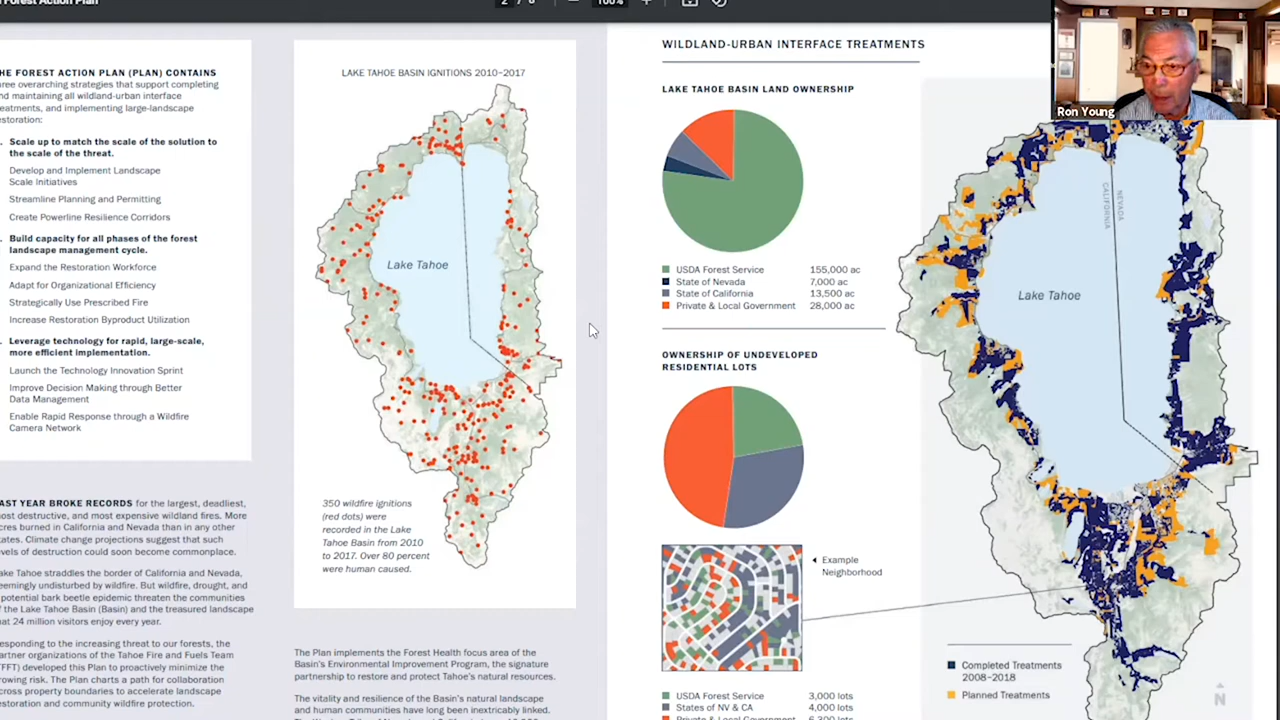 Forest Action Plan
2 / 8
100%
HE FOREST ACTION PLAN (PLAN) CONTAINS
ree overarching strategies that support completing
nd maintaining all wildland-urban interface
eatments, and implementing large-landscape
estoration:
Scale up to match the scale of the solution to
the scale of the threat.
Develop and Implement Landscape
Scale Initiatives
Streamline Planning and Permitting
Create Powerline Resilience Corridors
Build capacity for all phases of the forest
landscape management cycle.
Expand the Restoration Workforce
Adapt for Organizational Efficiency
Strategically Use Prescribed Fire
Increase Restoration Byproduct Utilization
Leverage technology for rapid, large-scale,
more efficient implementation.
Launch the Technology Innovation Sprint
Improve Decision Making through Better
Data Management
Enable Rapid Response through a Wildfire
Camera Network
AST YEAR BROKE RECORDS for the largest, deadliest,
ost destructive, and most expensive wildland fires. More
cres burned in California and Nevada than in any other
tates. Climate change projections suggest that such
vels of destruction could soon become commonplace.
ake Tahoe straddles the border of California and Nevada,
eemingly undisturbed by wildfire. But wildfire, drought, and
potential bark beetle epidemic threaten the communities
f the Lake Tahoe Basin (Basin) and the treasured landscape
hat 24 million visitors enjoy every year.
esponding to the increasing threat to our forests, the
artner organizations of the Tahoe Fire and Fuels Team
TFFT) developed this Plan to proactively minimize the
rowing risk. The Plan charts a path for collaboration
cross property boundaries to accelerate landscape
estoration and community wildfire protection.
LAKE TAHOE BASIN IGNITIONS 2010–2017
Lake Tahoe
350 wildfire ignitions
(red dots) were
recorded in the Lake
Tahoe Basin from 2010
to 2017. Over 80 percent
were human caused.
The Plan implements the Forest Health focus area of the
Basin's Environmental Improvement Program, the signature
partnership to restore and protect Tahoe's natural resources.
The vitality and resilience of the Basin's natural landscape
and human communities have long been inextricably linked.
WILDLAND-URBAN INTERFACE TREATMENTS
LAKE TAHOE BASIN LAND OWNERSHIP
USDA Forest Service 155,000 ac
State of Nevada 7,000 ac
State of California 13,500 ac
Private & Local Government 28,000 ac
OWNERSHIP OF UNDEVELOPED
RESIDENTIAL LOTS
Example
Neighborhood
USDA Forest Service 3,000 lots
States of NV & CA 4,000 lots
Private & Local Government 6,300 lots
CALIFORNIA
NEVADA
Lake Tahoe
Completed Treatments
2008–2018
Planned Treatments
N
Ron Young